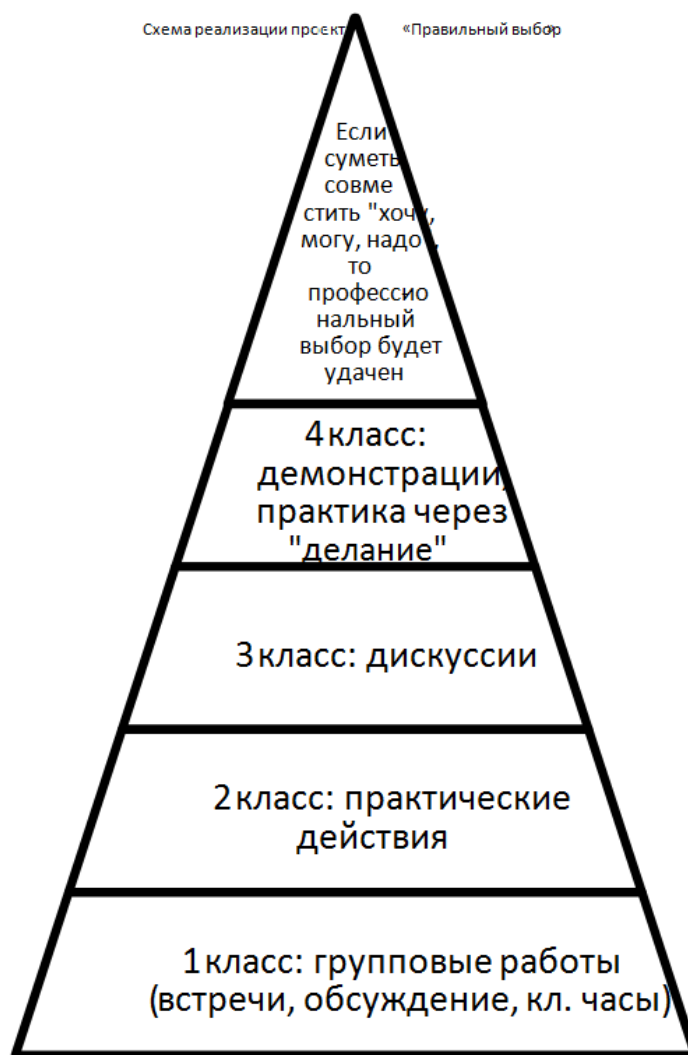 Схема реализации проект «Правильный выбор»
Если
суметь
совме
стить "хочу,
могу, надо",
то
профессио
нальный
выбор будет
удачен
4 класс:
демонстрации,
практика через
"делание"
3 класс: дискуссии
2 класс: практические
действия
1 класс: групповые работы
(встречи, обсуждение, кл. часы)